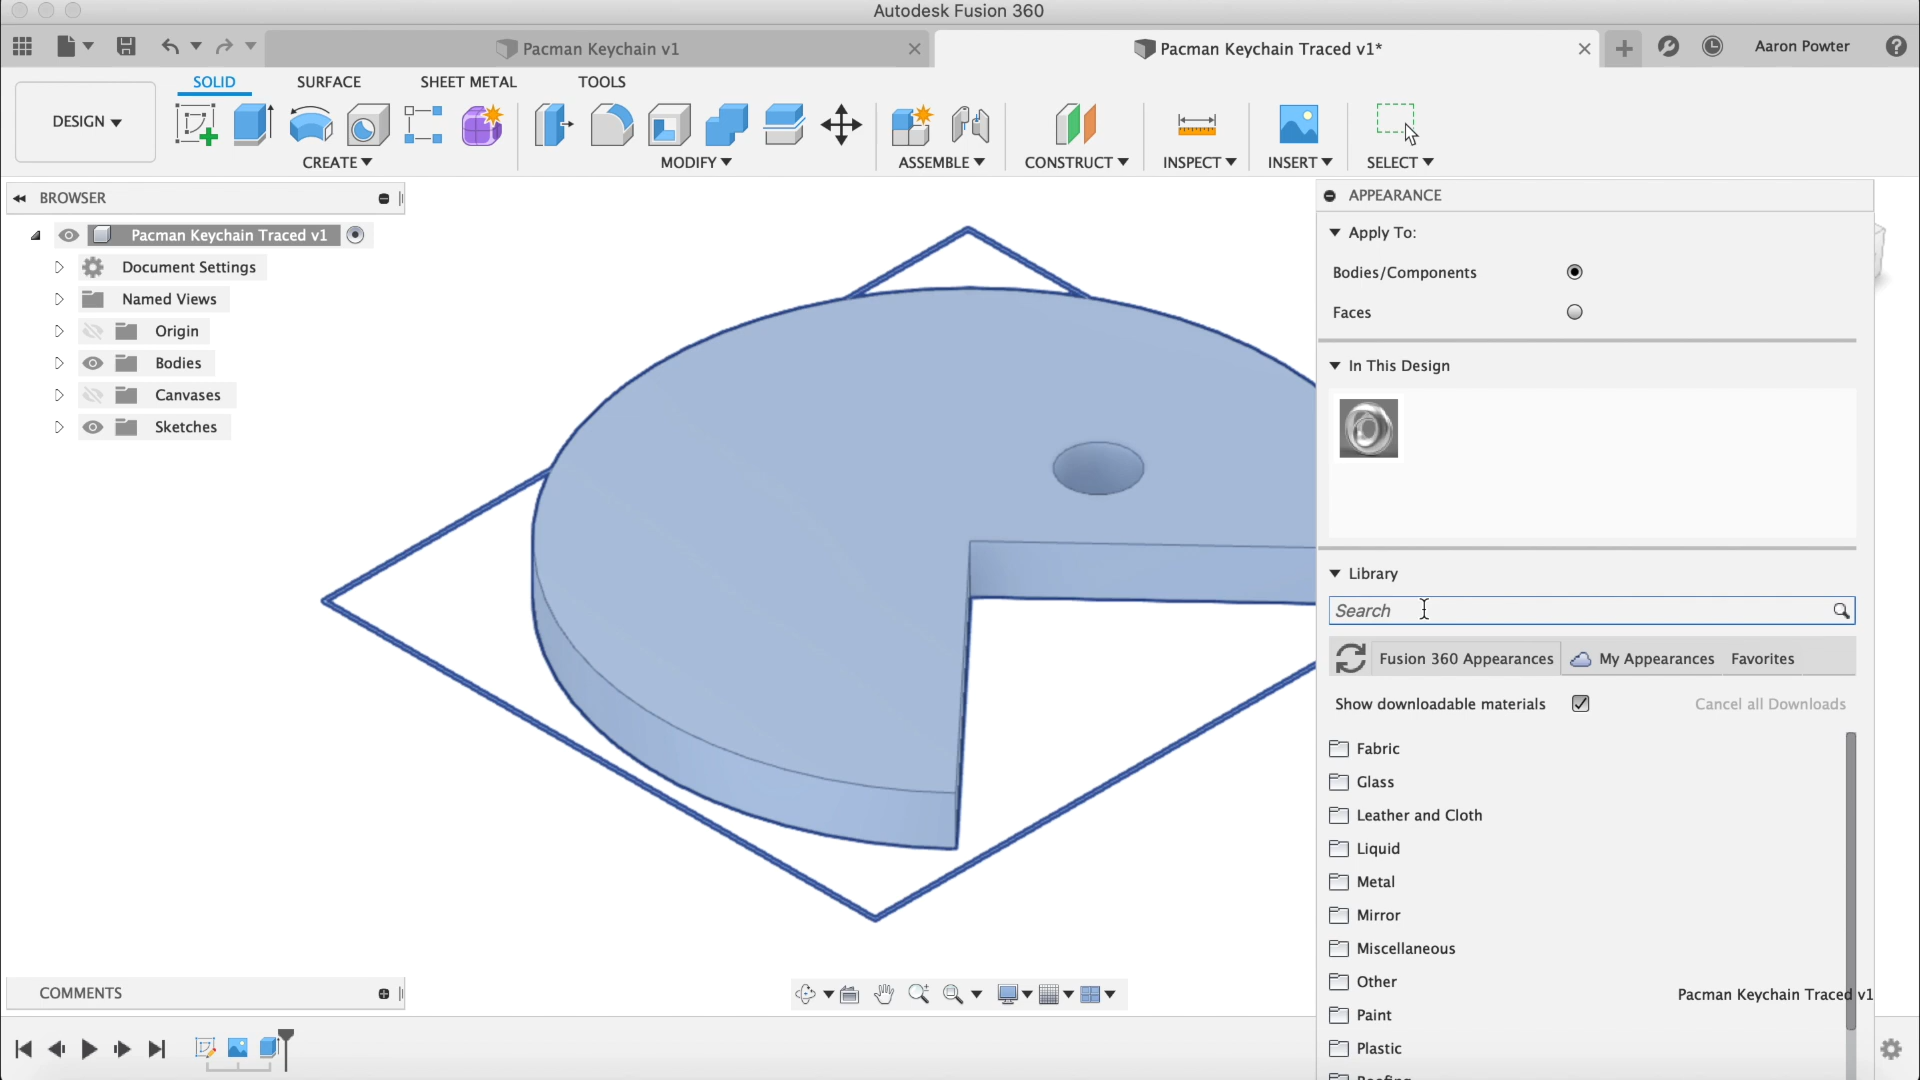 Autodesk Fusion 360
Pacman Keychain v1
Pacman Keychain Traced v1*
Aaron Powter
SOLID
SURFACE
SHEET METAL
TOOLS
DESIGN
CREATE
MODIFY
ASSEMBLE
CONSTRUCT
INSPECT
INSERT
SELECT
BROWSER
Pacman Keychain Traced v1
Document Settings
Named Views
Origin
Bodies
Canvases
Sketches
APPEARANCE
Apply To:
Bodies/Components
Faces
In This Design
Library
Search
Fusion 360 Appearances
My Appearances
Favorites
Show downloadable materials
Cancel all Downloads
Fabric
Glass
Leather and Cloth
Liquid
Metal
Mirror
Miscellaneous
Other
Paint
Plastic
Pacman Keychain Traced v1
COMMENTS